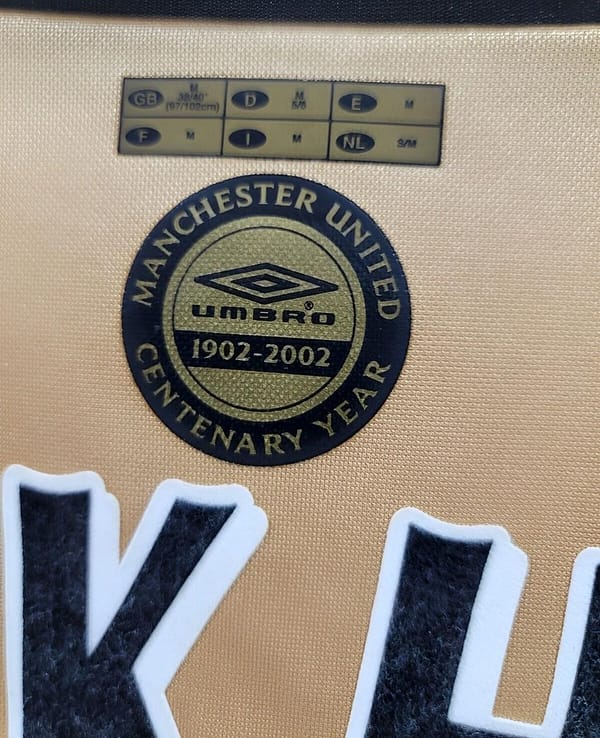 GB M 38/40" (97/102cm) D M 5/6 E M
F M I M NL S/M
MANCHESTER UNITED
UMBRO®
1902-2002
CENTENARY YEAR
K H